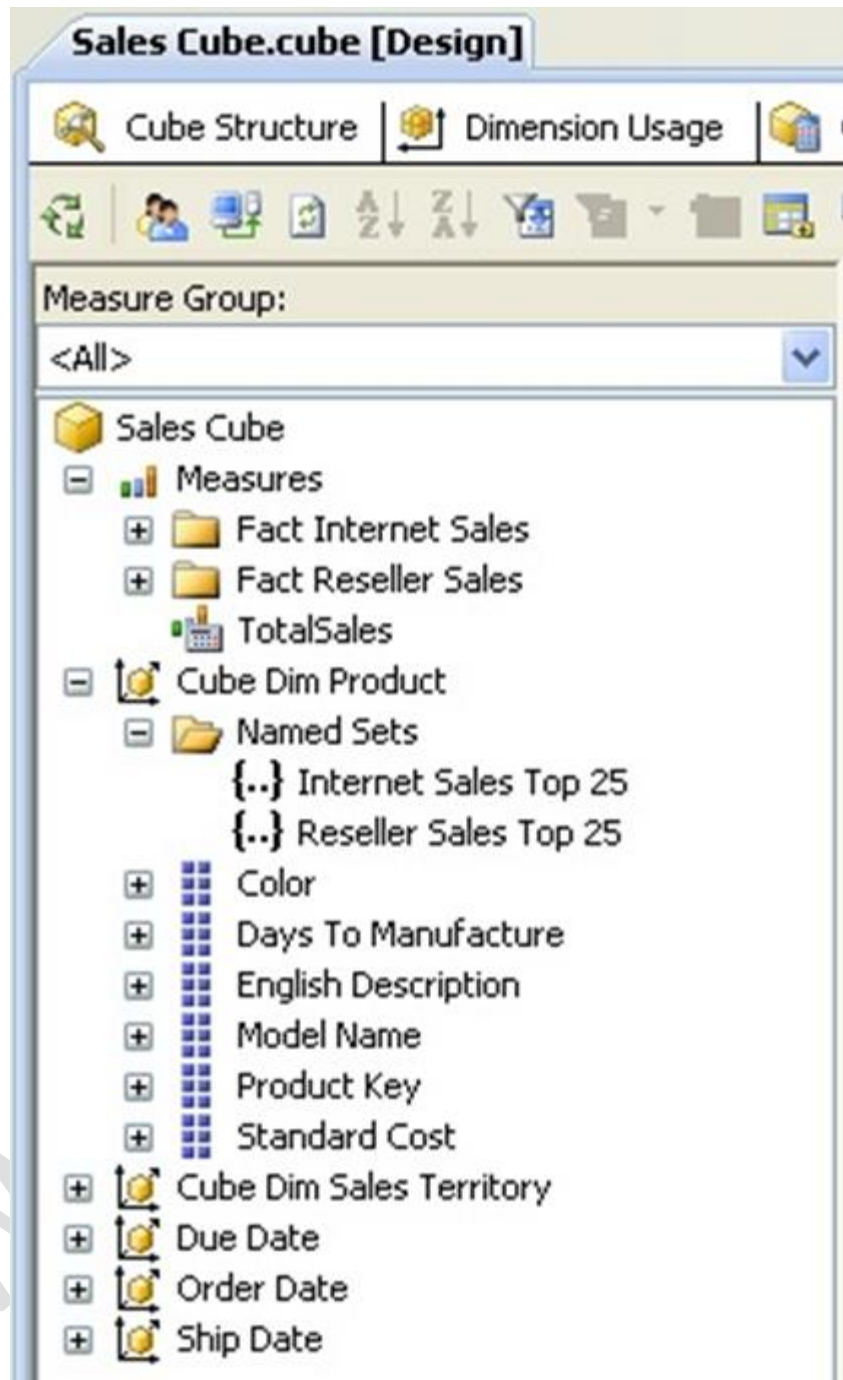 Sales Cube.cube [Design]
Cube Structure Dimension Usage
Measure Group:
<All>
Sales Cube
Measures
Fact Internet Sales
Fact Reseller Sales
TotalSales
Cube Dim Product
Named Sets
{..} Internet Sales Top 25
{..} Reseller Sales Top 25
Color
Days To Manufacture
English Description
Model Name
Product Key
Standard Cost
Cube Dim Sales Territory
Due Date
Order Date
Ship Date